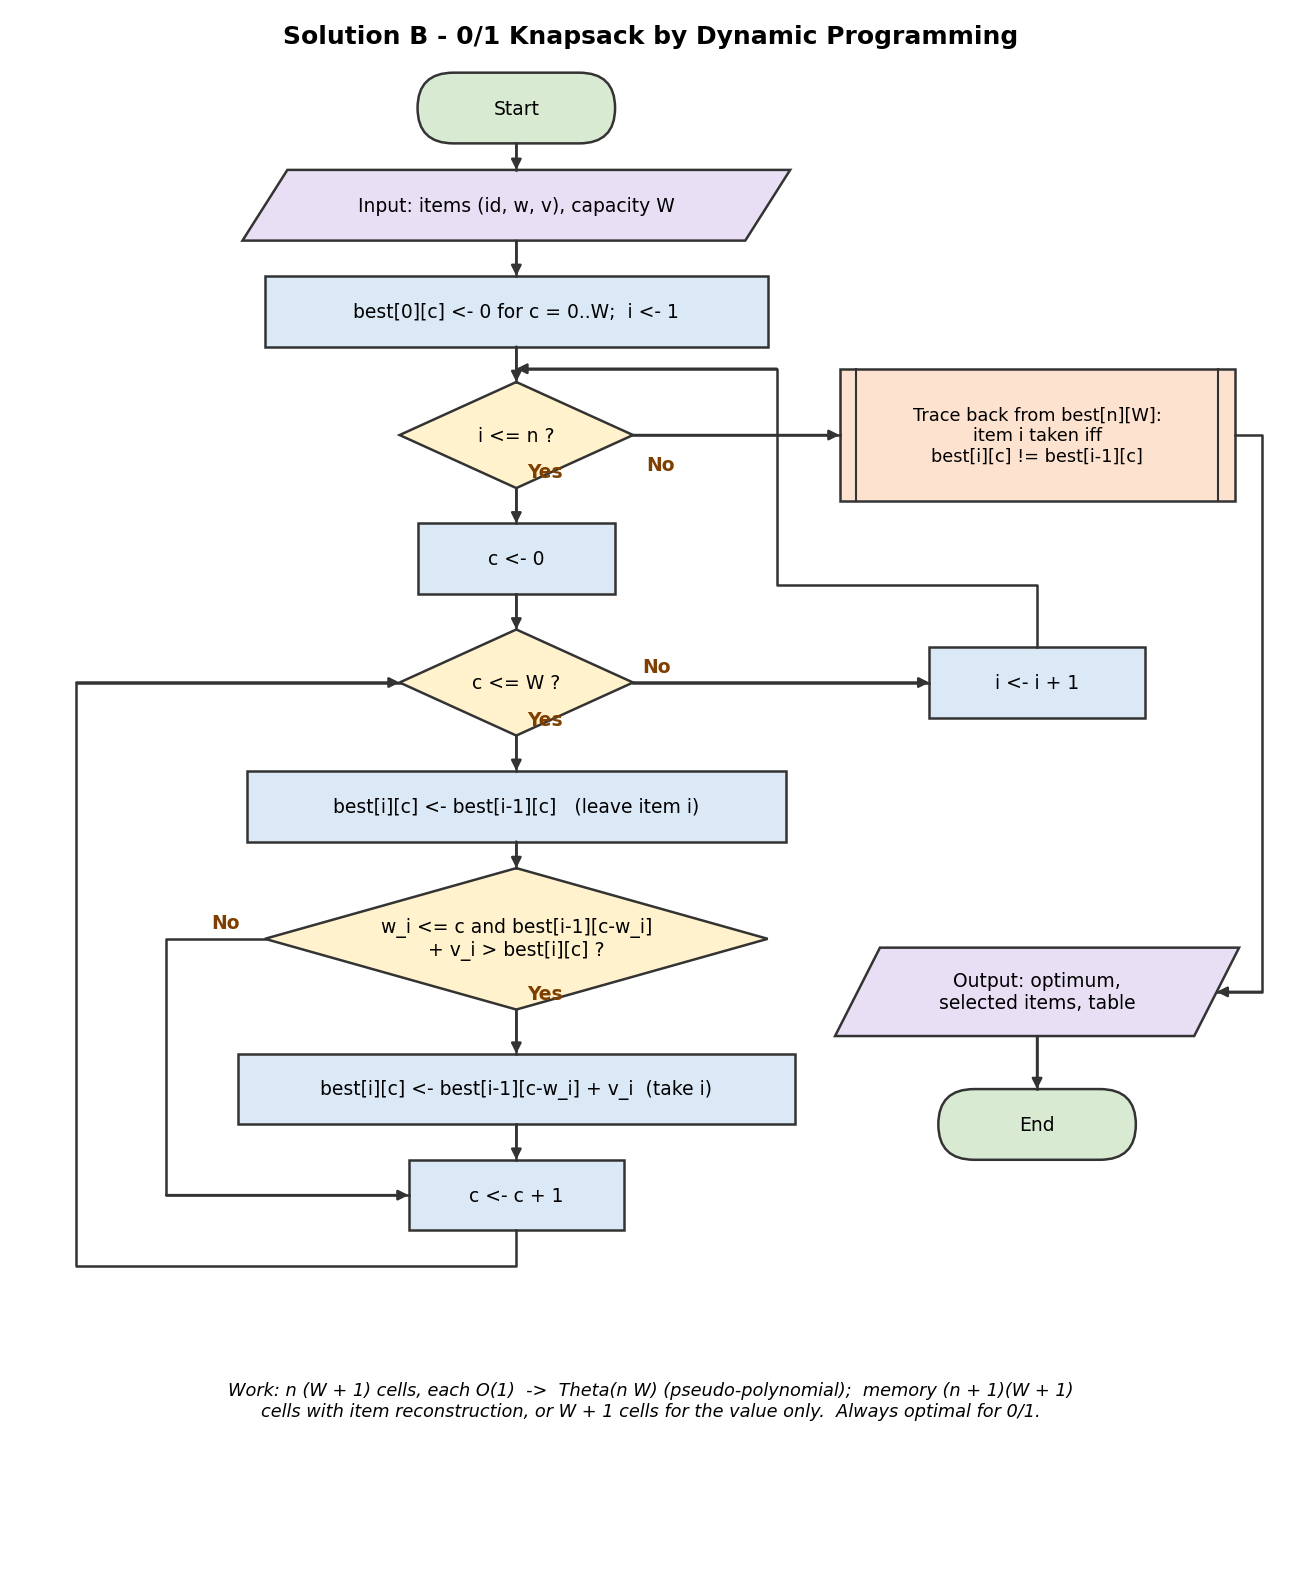 Solution B - 0/1 Knapsack by Dynamic Programming
Start
Input: items (id, w, v), capacity W
best[0][c] <- 0 for c = 0..W;  i <- 1
i <= n ?
Yes
No
Trace back from best[n][W]:
item i taken iff
best[i][c] != best[i-1][c]
c <- 0
c <= W ?
No
Yes
i <- i + 1
best[i][c] <- best[i-1][c]   (leave item i)
No
w_i <= c and best[i-1][c-w_i]
+ v_i > best[i][c] ?
Yes
Output: optimum,
selected items, table
best[i][c] <- best[i-1][c-w_i] + v_i  (take i)
End
c <- c + 1
Work: n (W + 1) cells, each O(1)  ->  Theta(n W) (pseudo-polynomial);  memory (n + 1)(W + 1)
cells with item reconstruction, or W + 1 cells for the value only.  Always optimal for 0/1.